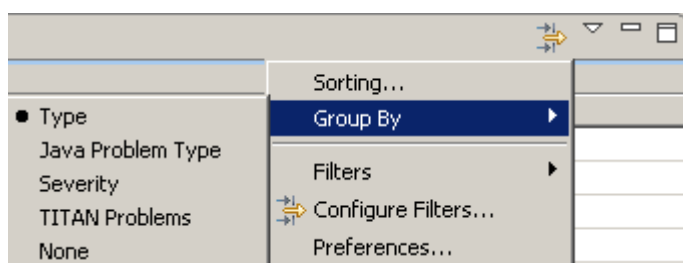 Sorting...
Group By
Filters
Configure Filters...
Preferences...
Type
Java Problem Type
Severity
TITAN Problems
None